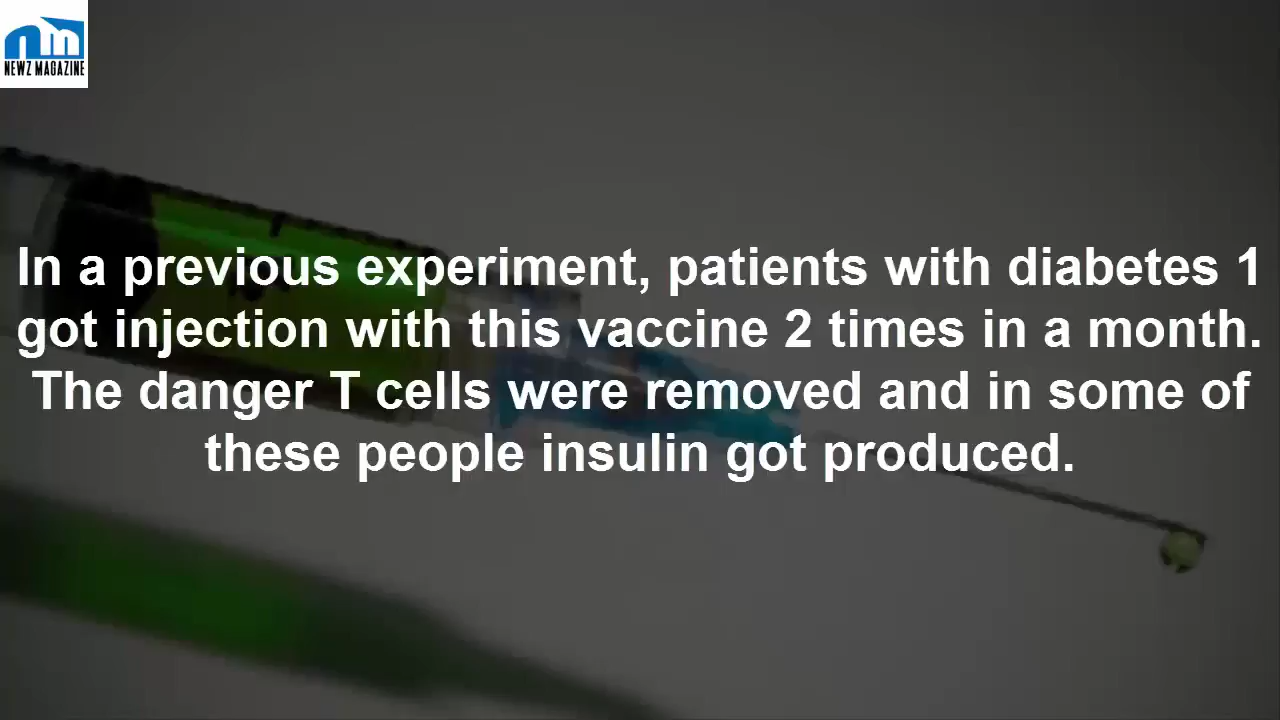 nm
NEWZ MAGAZINE
In a previous experiment, patients with diabetes 1
got injection with this vaccine 2 times in a month.
The danger T cells were removed and in some of
these people insulin got produced.